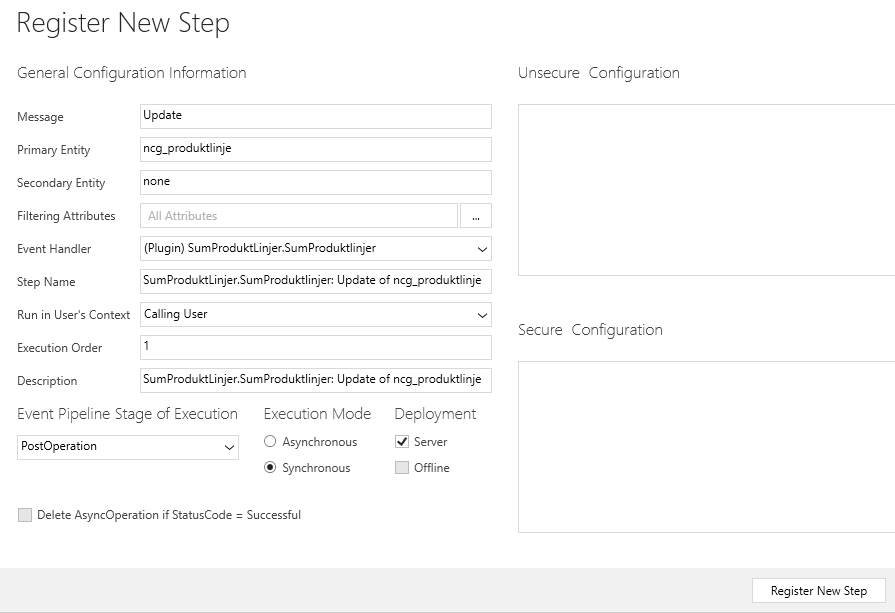 Register New Step
General Configuration Information
Message Update
Primary Entity ncg_produktlinje
Secondary Entity none
Filtering Attributes All Attributes ...
Event Handler (Plugin) SumProduktLinjer.SumProduktlinjer
Step Name SumProduktLinjer.SumProduktlinjer: Update of ncg_produktlinje
Run in User's Context Calling User
Execution Order 1
Description SumProduktLinjer.SumProduktlinjer: Update of ncg_produktlinje
Event Pipeline Stage of Execution Execution Mode Deployment
PostOperation Asynchronous Server
Synchronous Offline
Delete AsyncOperation if StatusCode = Successful
Unsecure Configuration
Secure Configuration
Register New Step